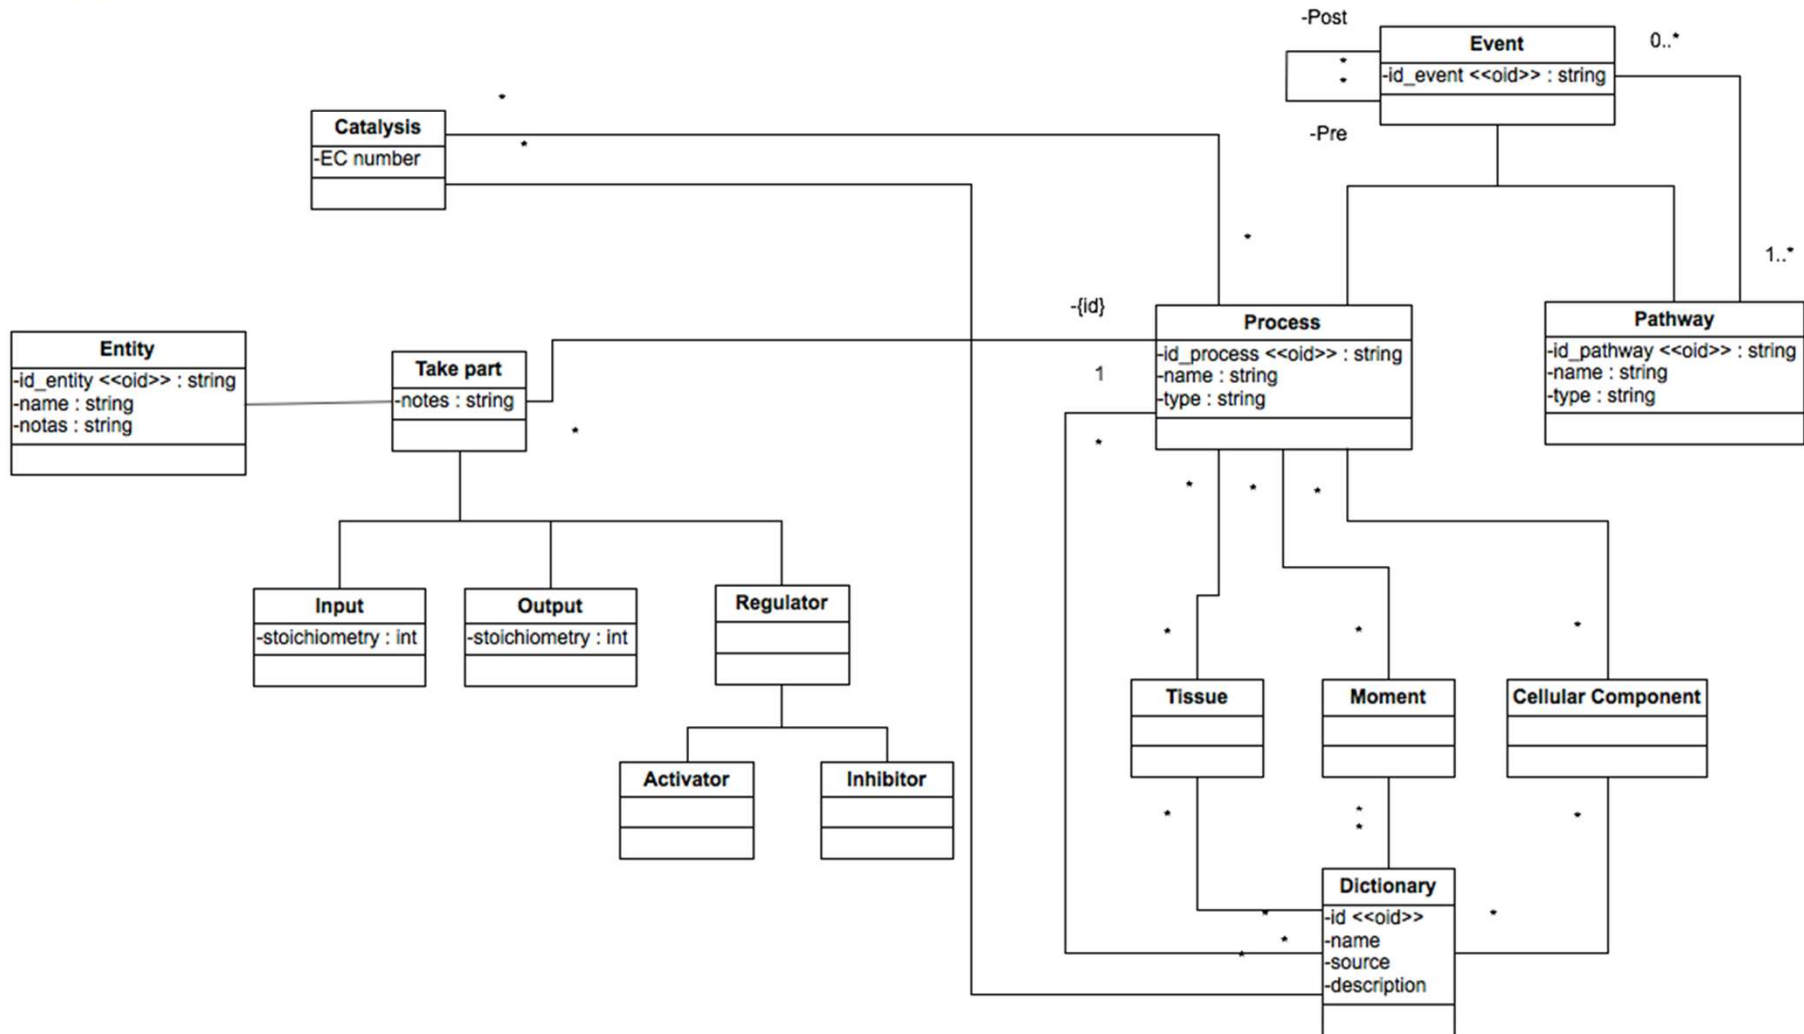 -Post
Event
0..*
-id_event <<oid>> : string
*
*
-Pre
*
Catalysis
*
-EC number
*
1..*
-{id}
Process
-id_process <<oid>> : string
-name : string
-type : string
Pathway
-id_pathway <<oid>> : string
-name : string
-type : string
Entity
-id_entity <<oid>> : string
-name : string
-notas : string
Take part
-notes : string
1
*
*
*
*
*
Input
-stoichiometry : int
Output
-stoichiometry : int
Regulator
*
*
*
Tissue
Moment
Cellular Component
Activator
Inhibitor
*
*
*
*
Dictionary
-id <<oid>>
-name
-source
-description
*
*
*
*